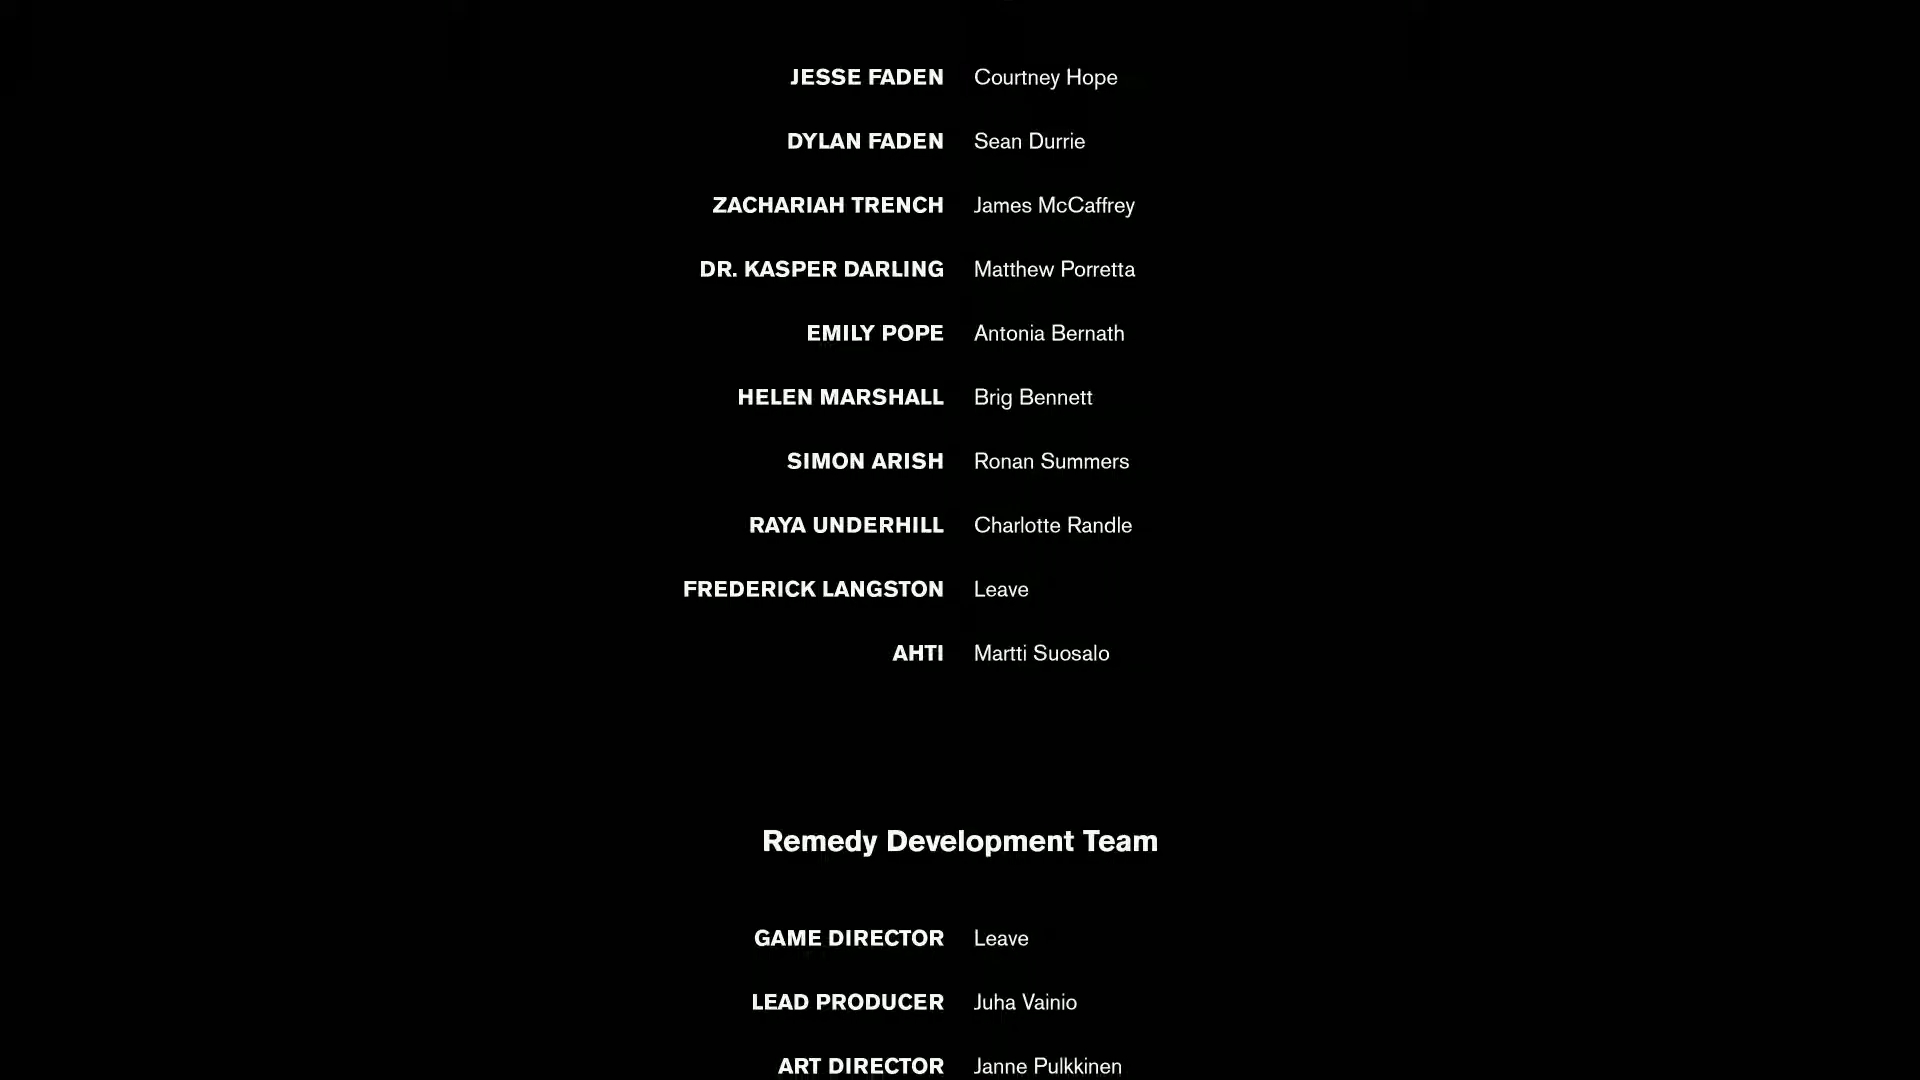 JESSE FADEN Courtney Hope
DYLAN FADEN Sean Durrie
ZACHARIAH TRENCH James McCaffrey
DR. KASPER DARLING Matthew Porretta
EMILY POPE Antonia Bernath
HELEN MARSHALL Brig Bennett
SIMON ARISH Ronan Summers
RAYA UNDERHILL Charlotte Randle
FREDERICK LANGSTON Leave
AHTI Martti Suosalo
Remedy Development Team
GAME DIRECTOR Leave
LEAD PRODUCER Juha Vainio
ART DIRECTOR Janne Pulkkinen